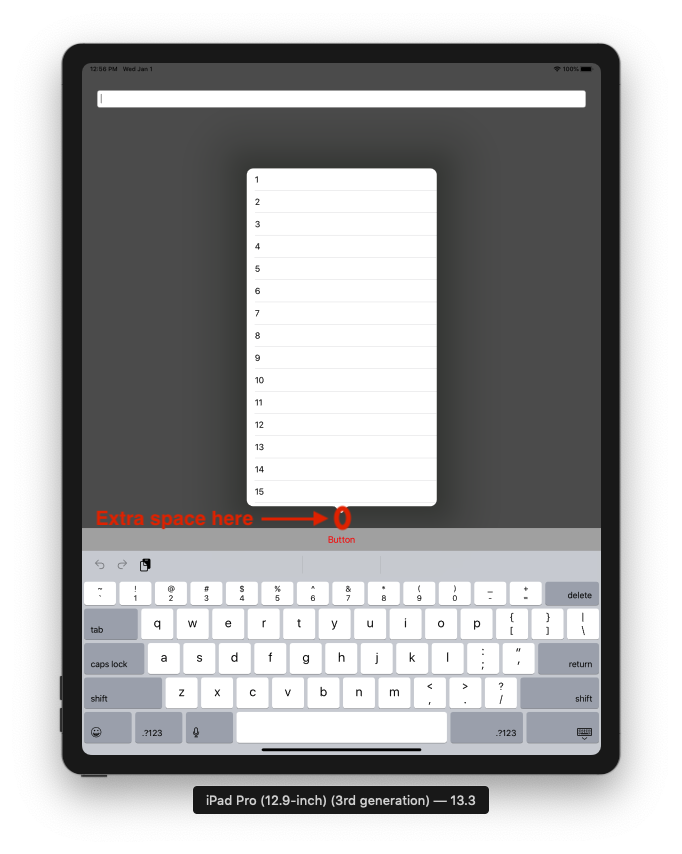 12:56 PM Wed Jan 1
100%
1
2
3
4
5
6
7
8
9
10
11
12
13
14
15
Extra space here
Button
~ ! @ # $ % ^ & * ( ) _ +
` 1 2 3 4 5 6 7 8 9 0 - = delete
tab q w e r t y u i o p { } |
[ ] \
caps lock a s d f g h j k l : " return
; '
shift z x c v b n m < > ? shift
, . /
.?123 .?123
iPad Pro (12.9-inch) (3rd generation) — 13.3